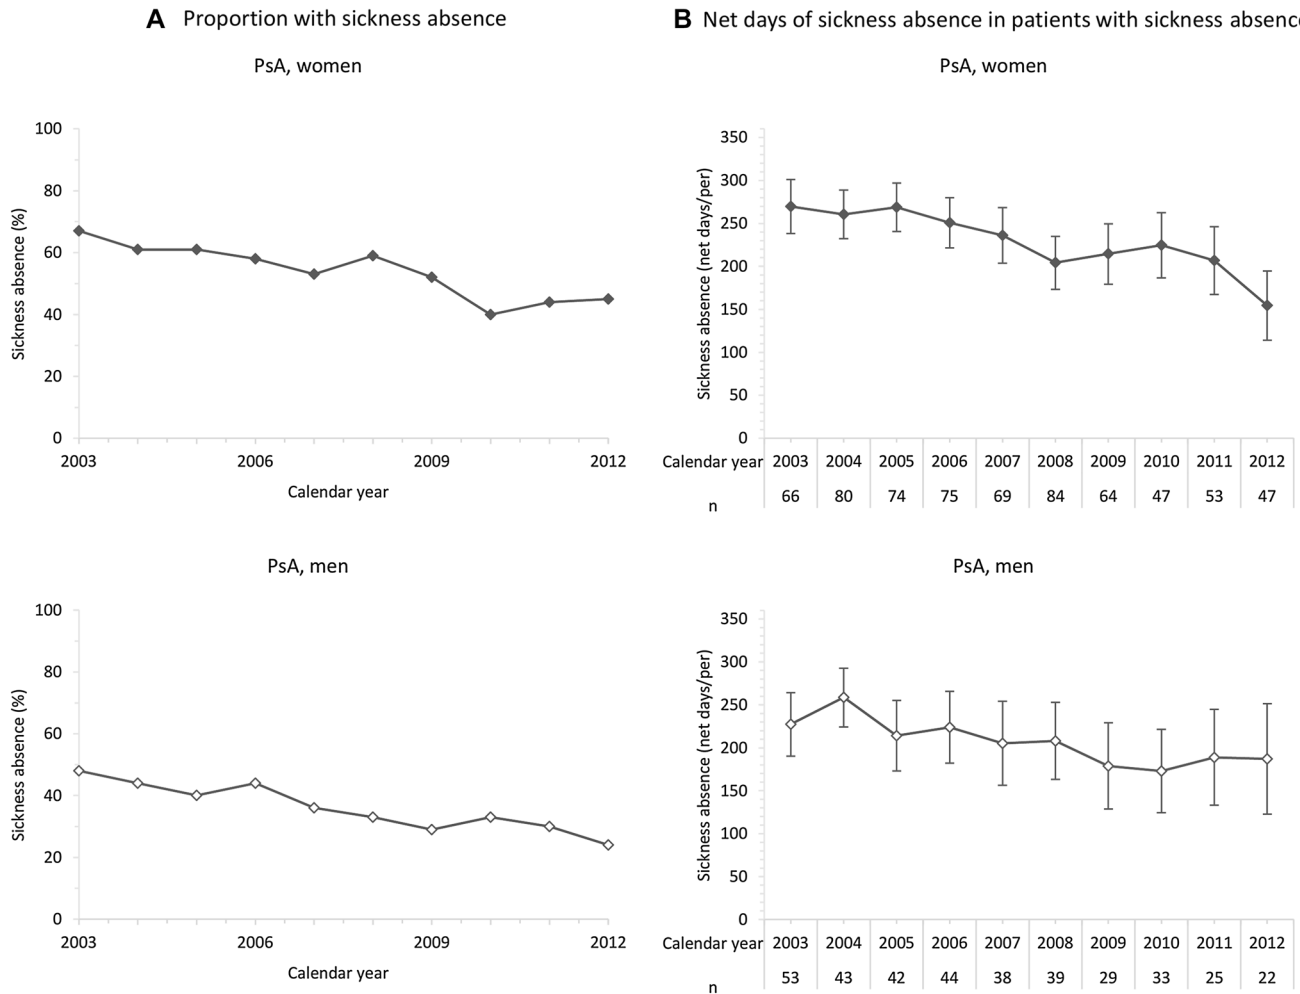 A Proportion with sickness absence
PsA, women
Sickness absence (%)
100
80
60
40
20
0
2003 2006 2009 2012
Calendar year
B Net days of sickness absence in patients with sickness absence
PsA, women
Sickness absence (net days/per)
350
300
250
200
150
100
50
0
Calendar year 2003 2004 2005 2006 2007 2008 2009 2010 2011 2012
n 66 80 74 75 69 84 64 47 53 47
PsA, men
Sickness absence (%)
100
80
60
40
20
0
2003 2006 2009 2012
Calendar year
PsA, men
Sickness absence (net days/per)
350
300
250
200
150
100
50
0
Calendar year 2003 2004 2005 2006 2007 2008 2009 2010 2011 2012
n 53 43 42 44 38 39 29 33 25 22